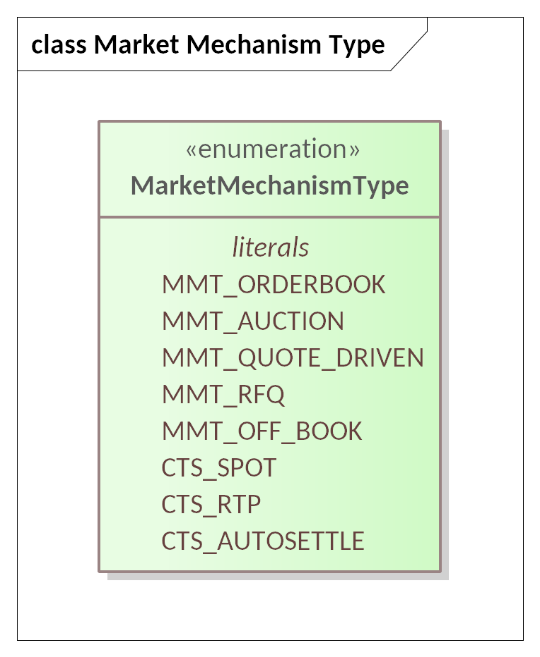 class Market Mechanism Type
«enumeration»
MarketMechanismType
literals
MMT_ORDERBOOK
MMT_AUCTION
MMT_QUOTE_DRIVEN
MMT_RFQ
MMT_OFF_BOOK
CTS_SPOT
CTS_RTP
CTS_AUTOSETTLE